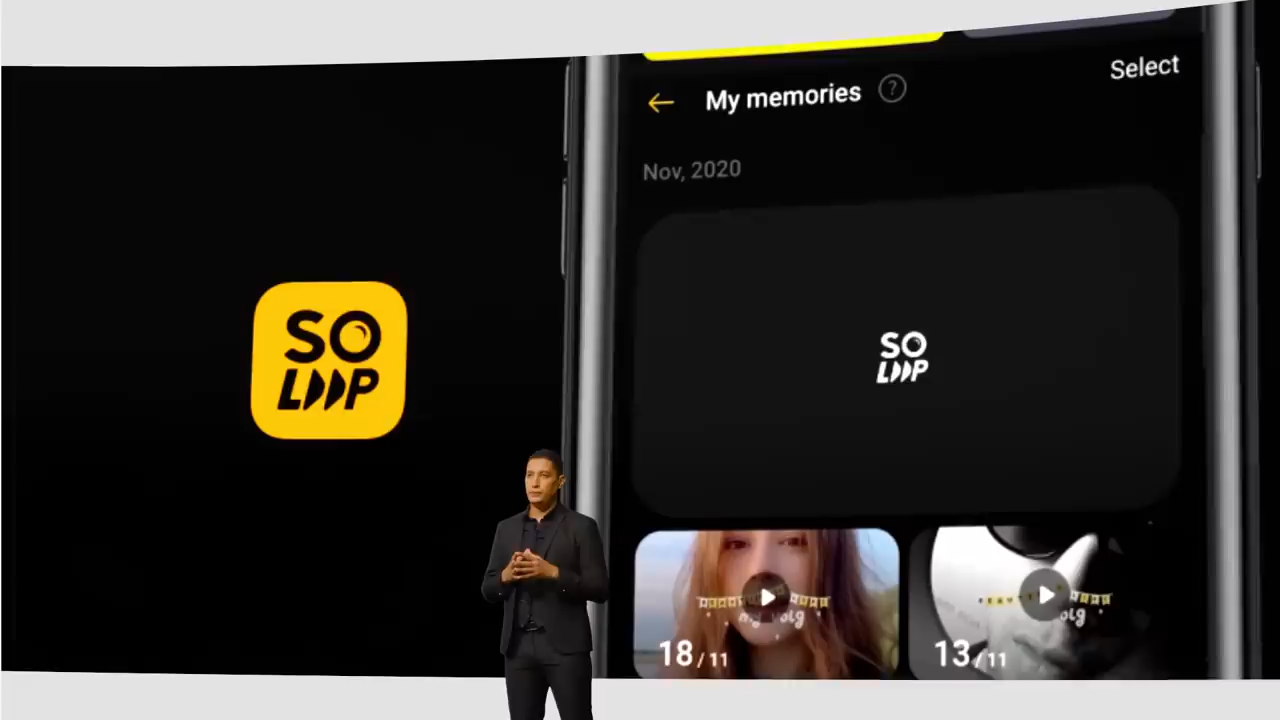 Select
My memories ?
Nov, 2020
SO
LOOP
SO
LOOP
18/11
13/11